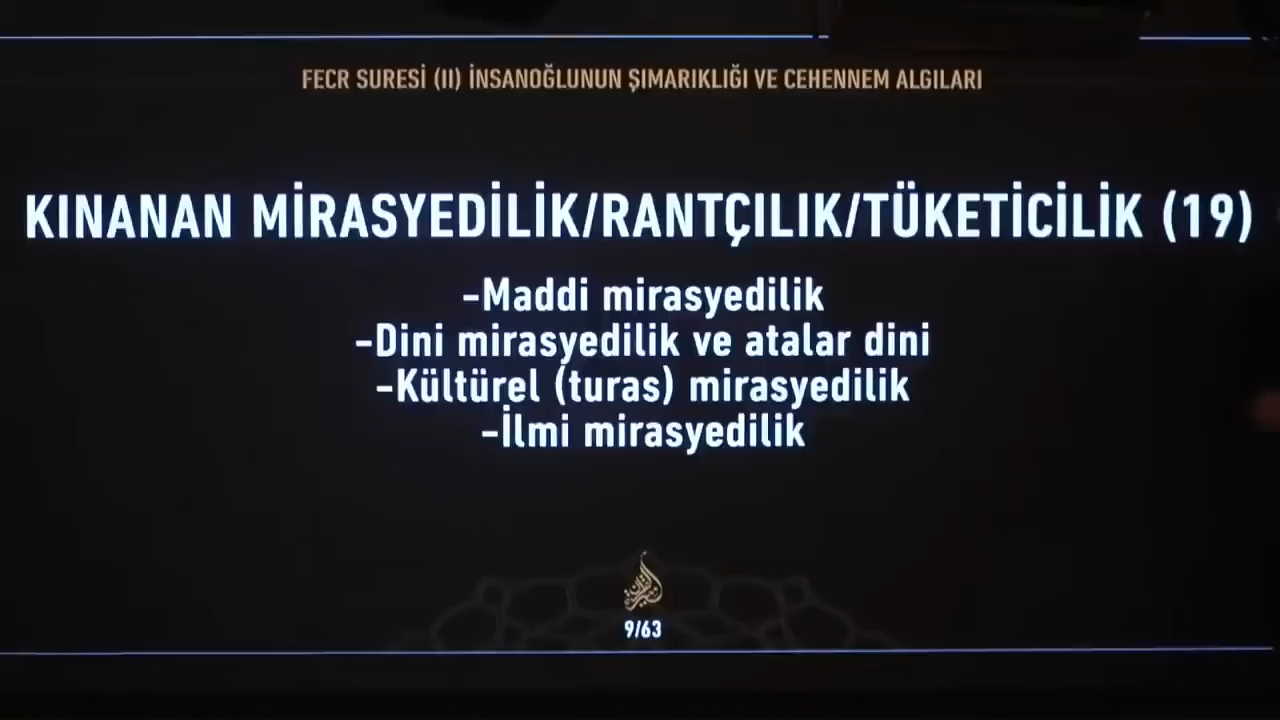 FECR SURESİ (II) İNSANOĞLUNUN ŞIMARIKLIĞI VE CEHENNEM ALGILARI
KINANAN MİRASYEDİLİK/RANTÇILIK/TÜKETİCİLİK (19)
-Maddi mirasyedilik
-Dini mirasyedilik ve atalar dini
-Kültürel (turas) mirasyedilik
-İlmi mirasyedilik
9/63